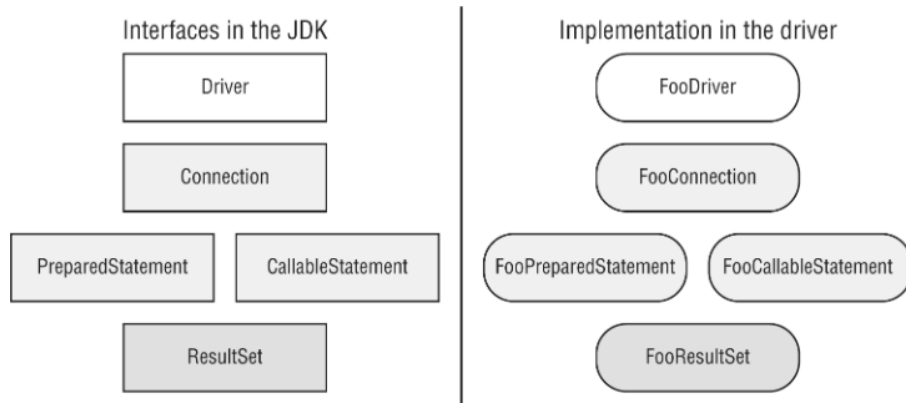 Interfaces in the JDK
Driver
Connection
PreparedStatement
CallableStatement
ResultSet
Implementation in the driver
FooDriver
FooConnection
FooPreparedStatement
FooCallableStatement
FooResultSet